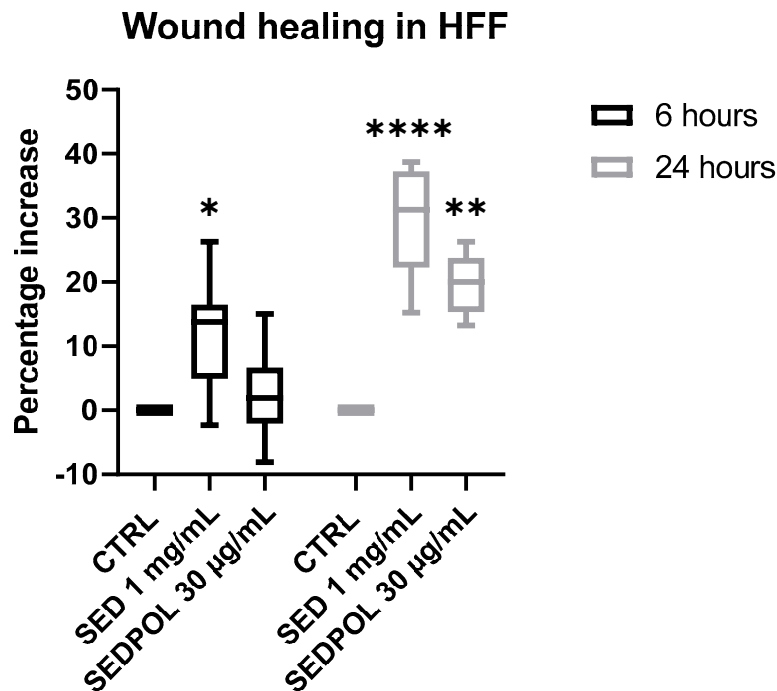 Wound healing in HFF
Percentage increase
50
40
30
20
10
0
-10
*
****
**
CTRL
SED 1 mg/mL
SEDPOL 30 µg/mL
CTRL
SED 1 mg/mL
SEDPOL 30 µg/mL
6 hours
24 hours